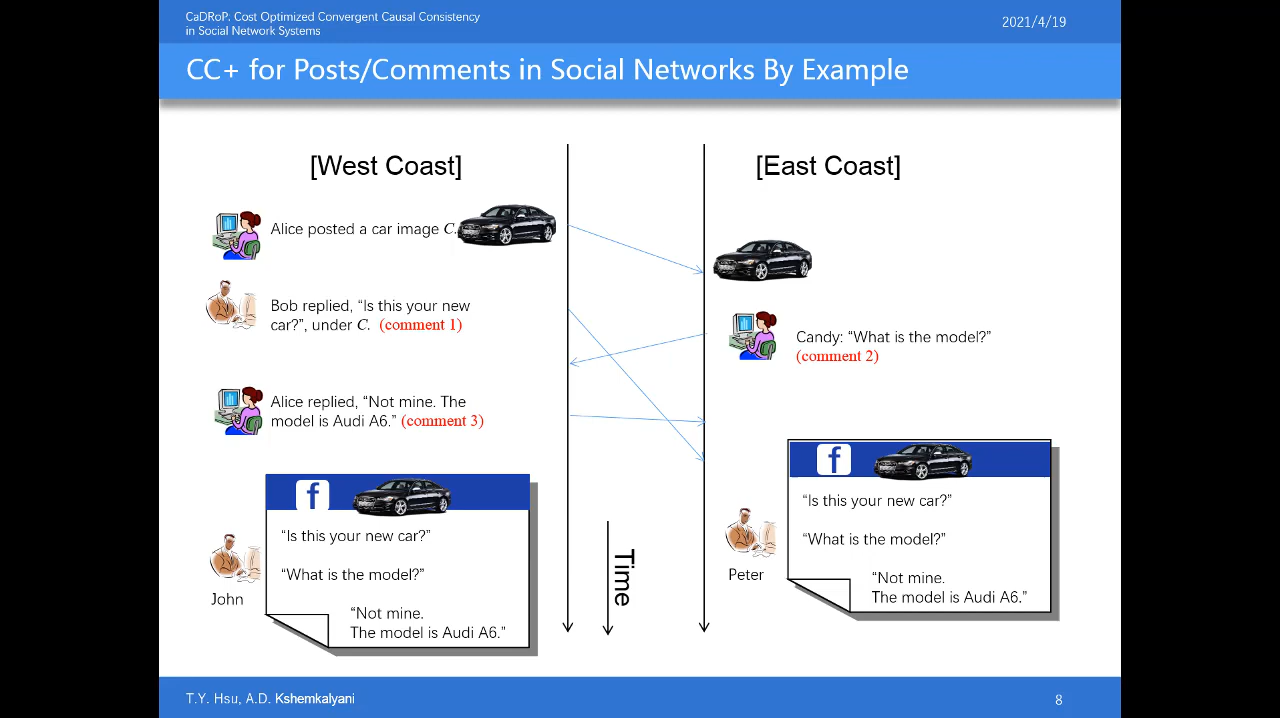 CaDRoP. Cost Optimized Convergent Causal Consistency
in Social Network Systems
2021/4/19
CC+ for Posts/Comments in Social Networks By Example
[West Coast]
[East Coast]
Alice posted a car image C.
Bob replied, “Is this your new
car?”, under C. (comment 1)
Candy: “What is the model?”
(comment 2)
Alice replied, “Not mine. The
model is Audi A6.” (comment 3)
f
“Is this your new car?”
“What is the model?”
“Not mine.
The model is Audi A6.”
John
Time
f
“Is this your new car?”
“What is the model?”
“Not mine.
The model is Audi A6.”
Peter
T.Y. Hsu, A.D. Kshemkalyani
8